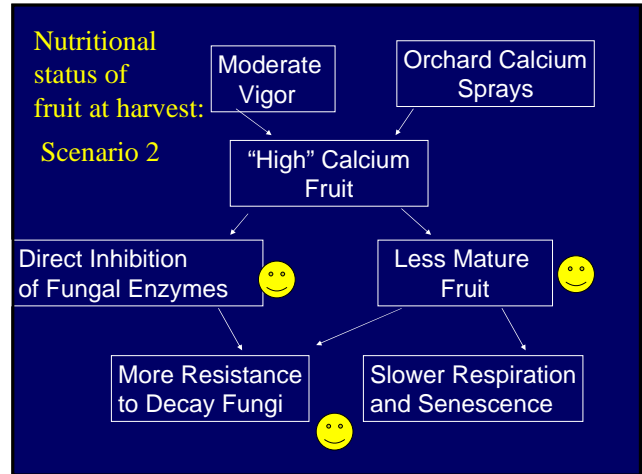 Nutritional
status of
fruit at harvest:
Scenario 2
Moderate
Vigor
Orchard Calcium
Sprays
“High” Calcium
Fruit
Direct Inhibition
of Fungal Enzymes
Less Mature
Fruit
More Resistance
to Decay Fungi
Slower Respiration
and Senescence